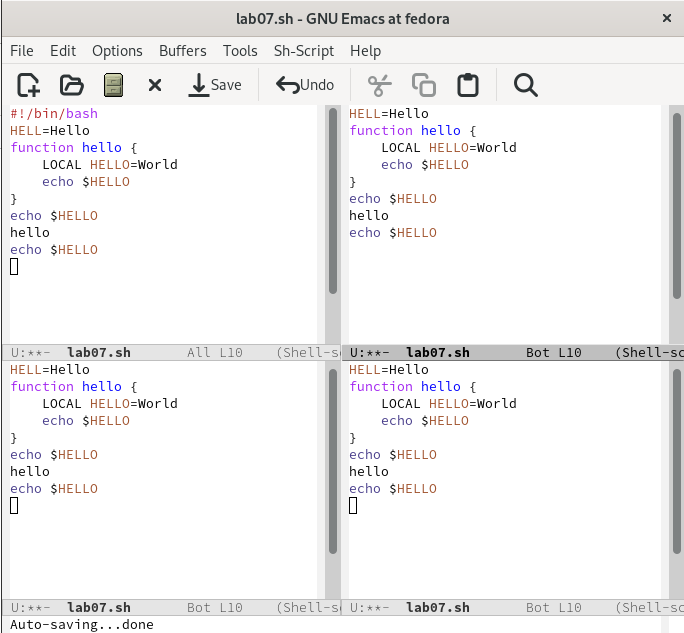 lab07.sh - GNU Emacs at fedora
File Edit Options Buffers Tools Sh-Script Help
Save Undo
#!/bin/bash
HELL=Hello
function hello {
    LOCAL HELLO=World
    echo $HELLO
}
echo $HELLO
hello
echo $HELLO
U:**-  lab07.sh       All L10    (Shell-s
HELL=Hello
function hello {
    LOCAL HELLO=World
    echo $HELLO
}
echo $HELLO
hello
echo $HELLO
U:**-  lab07.sh       Bot L10    (Shell-sc
HELL=Hello
function hello {
    LOCAL HELLO=World
    echo $HELLO
}
echo $HELLO
hello
echo $HELLO
U:**-  lab07.sh       Bot L10    (Shell-s
HELL=Hello
function hello {
    LOCAL HELLO=World
    echo $HELLO
}
echo $HELLO
hello
echo $HELLO
U:**-  lab07.sh       Bot L10    (Shell-sc
Auto-saving...done